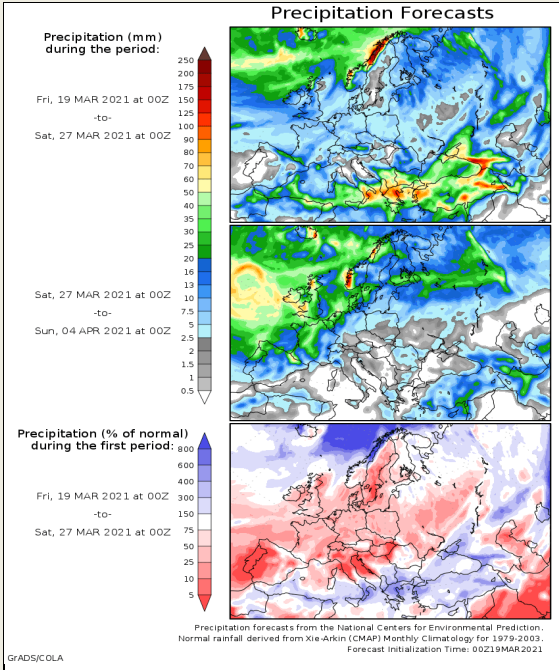 Precipitation Forecasts
Precipitation (mm)
during the period:
Fri, 19 MAR 2021 at 00Z
-to-
Sat, 27 MAR 2021 at 00Z
250
200
175
150
125
100
90
80
70
60
50
40
35
30
25
20
16
13
10
7.5
5
2.5
2
1.5
1
0.5
Sat, 27 MAR 2021 at 00Z
-to-
Sun, 04 APR 2021 at 00Z
Precipitation (% of normal)
during the first period:
Fri, 19 MAR 2021 at 00Z
-to-
Sat, 27 MAR 2021 at 00Z
800
600
400
300
150
75
50
25
10
5
Precipitation forecasts from the National Centers for Environmental Prediction.
Normal rainfall derived from Xie-Arkin (CMAP) Monthly Climatology for 1979-2003.
Forecast Initialization Time: 00Z19MAR2021
GrADS/COLA